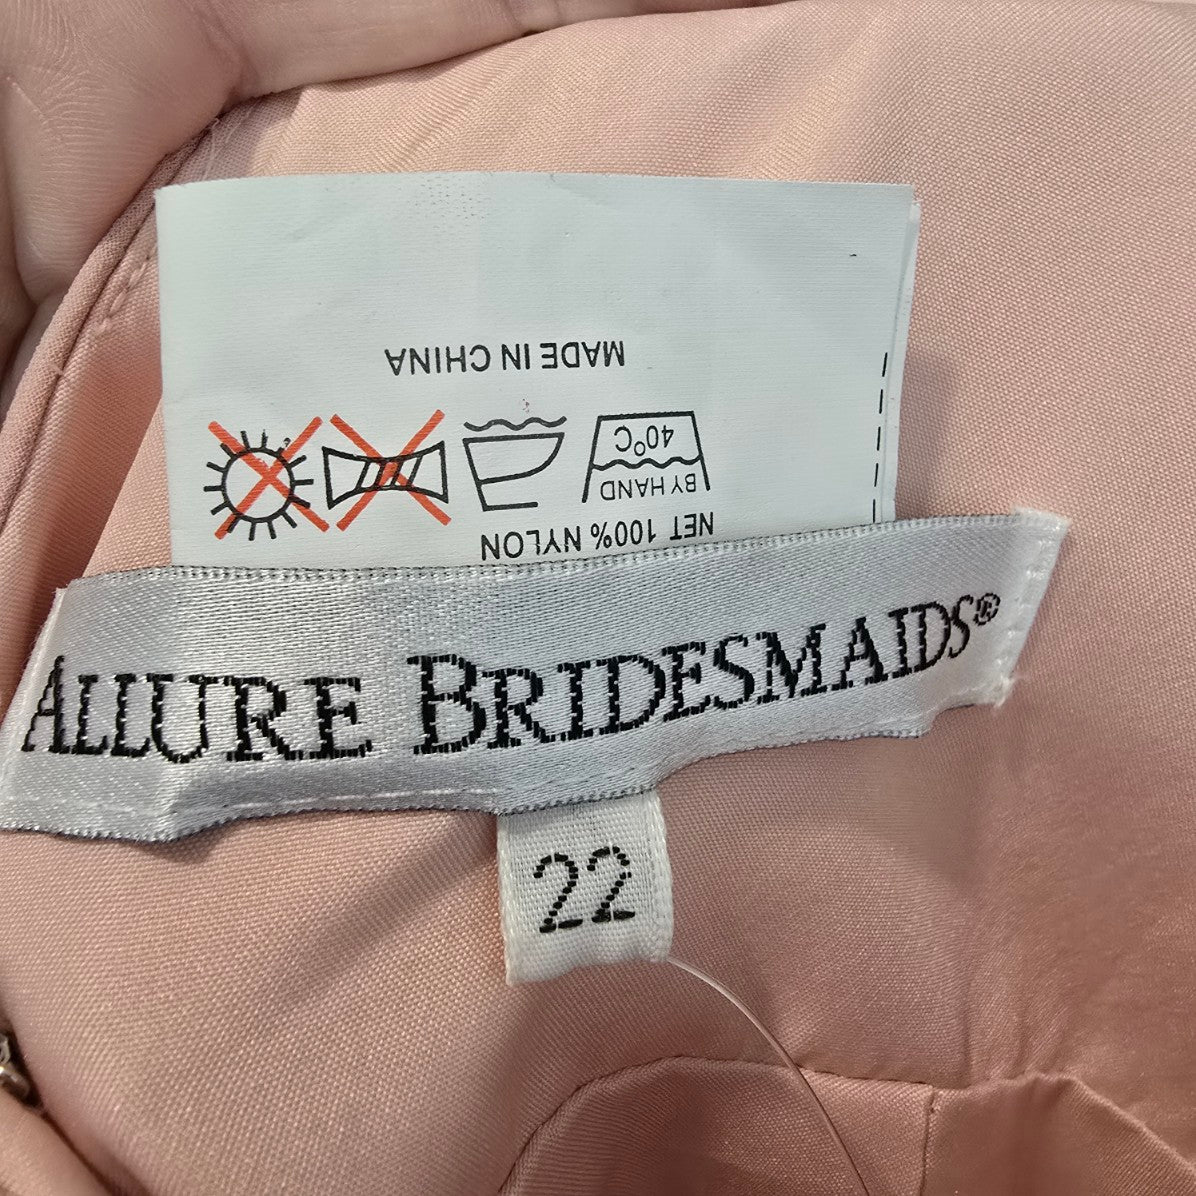 NET 100% NYLON
BY HAND
40°C
MADE IN CHINA
ALLURE BRIDESMAIDS®
22